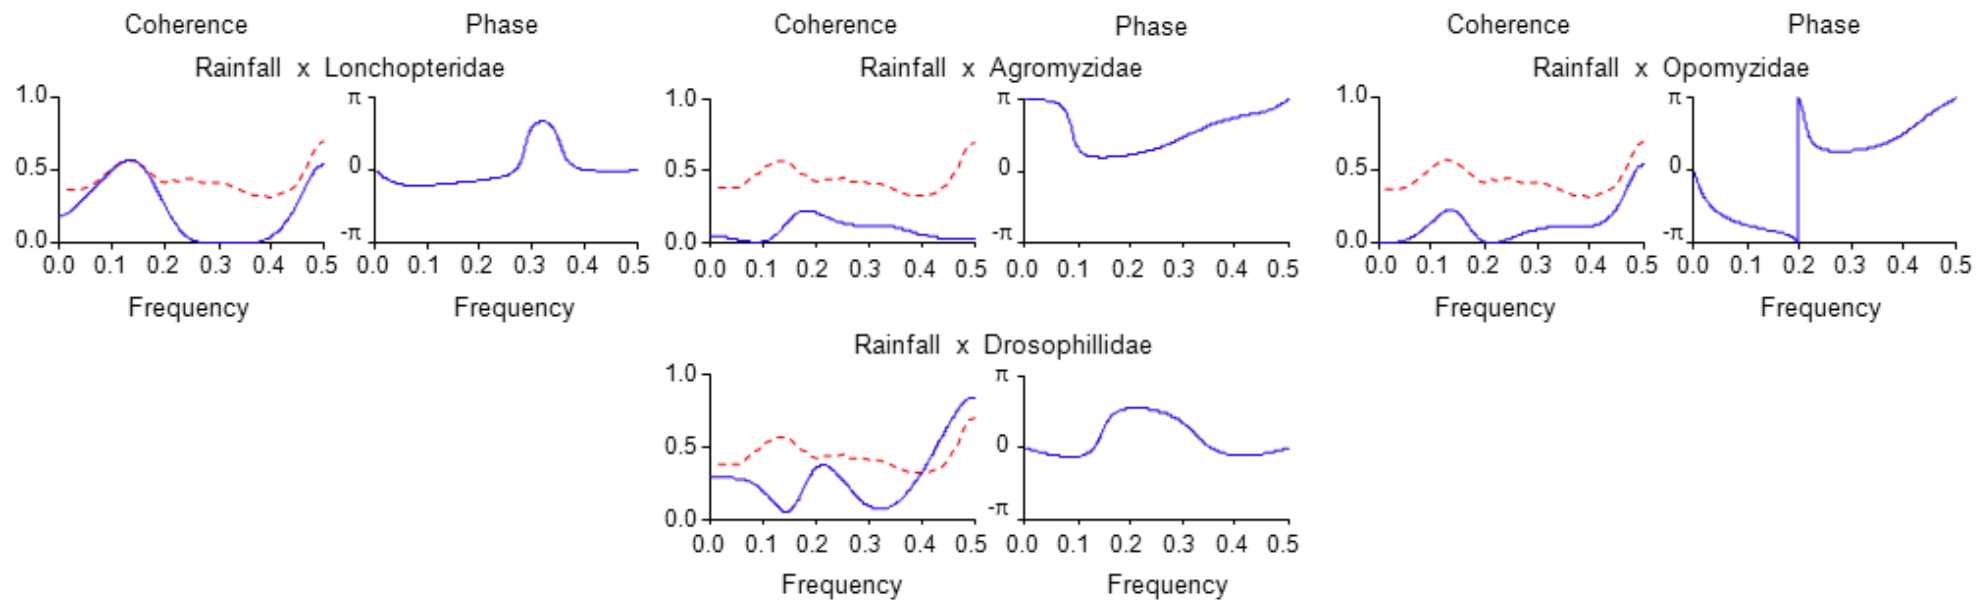 Coherence Phase Coherence Phase Coherence Phase
Rainfall x Lonchopteridae Rainfall x Agromyzidae Rainfall x Opomyzidae
1.0 π 1.0 π 1.0 π
0.5 0 0.5 0 0.5 0
0.0 -π 0.0 -π 0.0 -π
0.0 0.1 0.2 0.3 0.4 0.5 0.0 0.1 0.2 0.3 0.4 0.5 0.0 0.1 0.2 0.3 0.4 0.5 0.0 0.1 0.2 0.3 0.4 0.5 0.0 0.1 0.2 0.3 0.4 0.5 0.0 0.1 0.2 0.3 0.4 0.5
Frequency Frequency Frequency Frequency Frequency Frequency
Rainfall x Drosophillidae
1.0 π
0.5 0
0.0 -π
0.0 0.1 0.2 0.3 0.4 0.5 0.0 0.1 0.2 0.3 0.4 0.5
Frequency Frequency